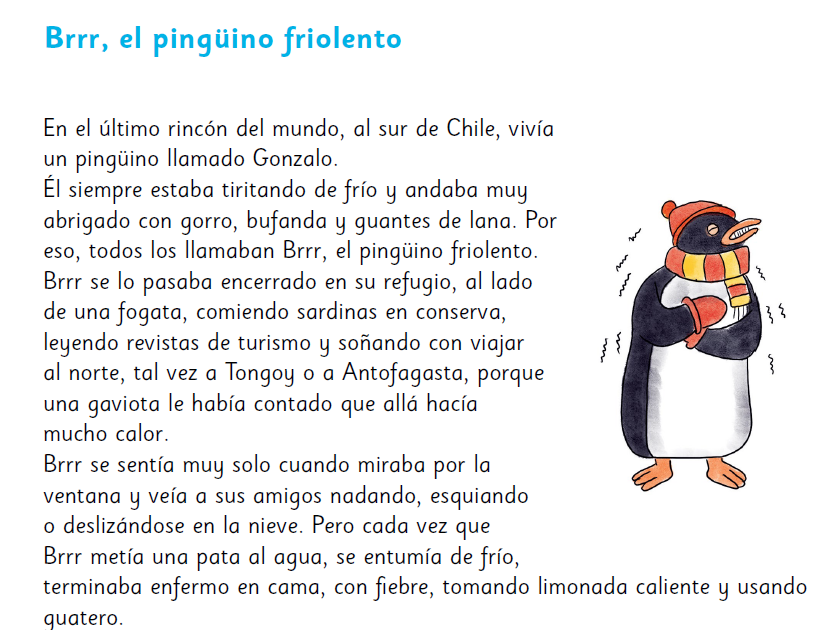 Brrr, el pingüino friolento
En el último rincón del mundo, al sur de Chile, vivía
un pingüino llamado Gonzalo.
Él siempre estaba tiritando de frío y andaba muy
abrigado con gorro, bufanda y guantes de lana. Por
eso, todos los llamaban Brrr, el pingüino friolento.
Brrr se lo pasaba encerrado en su refugio, al lado
de una fogata, comiendo sardinas en conserva,
leyendo revistas de turismo y soñando con viajar
al norte, tal vez a Tongoy o a Antofagasta, porque
una gaviota le había contado que allá hacía
mucho calor.
Brrr se sentía muy solo cuando miraba por la
ventana y veía a sus amigos nadando, esquiando
o deslizándose en la nieve. Pero cada vez que
Brrr metía una pata al agua, se entumía de frío,
terminaba enfermo en cama, con fiebre, tomando limonada caliente y usando
guatero.